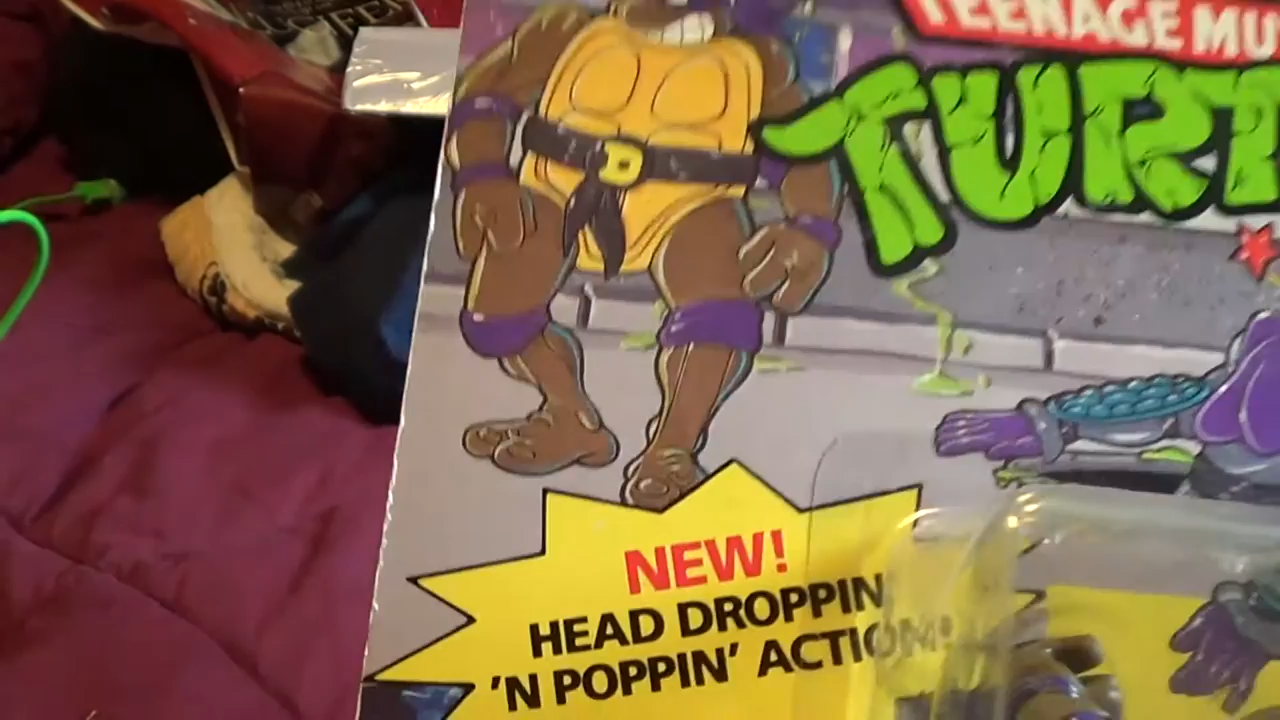 TEENAGE MU
TURT
D
NEW!
HEAD DROPPIN
'N POPPIN' ACTION!